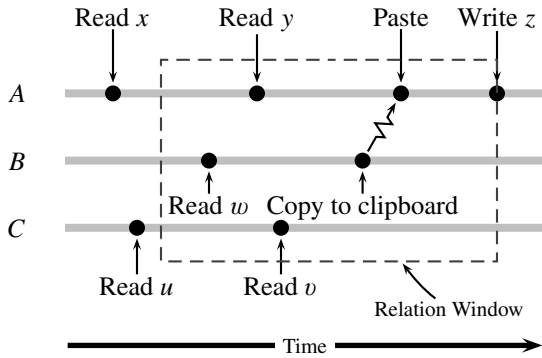 Read x
Read y
Paste
Write z
A
B
Read w
Copy to clipboard
C
Read u
Read v
Relation Window
Time